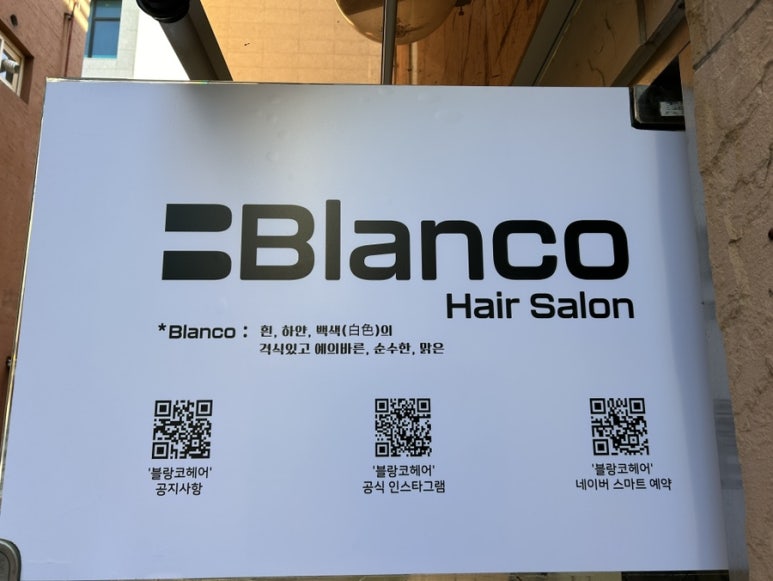 Blanco
Hair Salon
*Blanco : 흰, 하얀, 백색(白色)의
격식있고 예의바른, 순수한, 맑은
'블랑코헤어'
공지사항
'블랑코헤어'
공식 인스타그램
'블랑코헤어'
네이버 스마트 예약